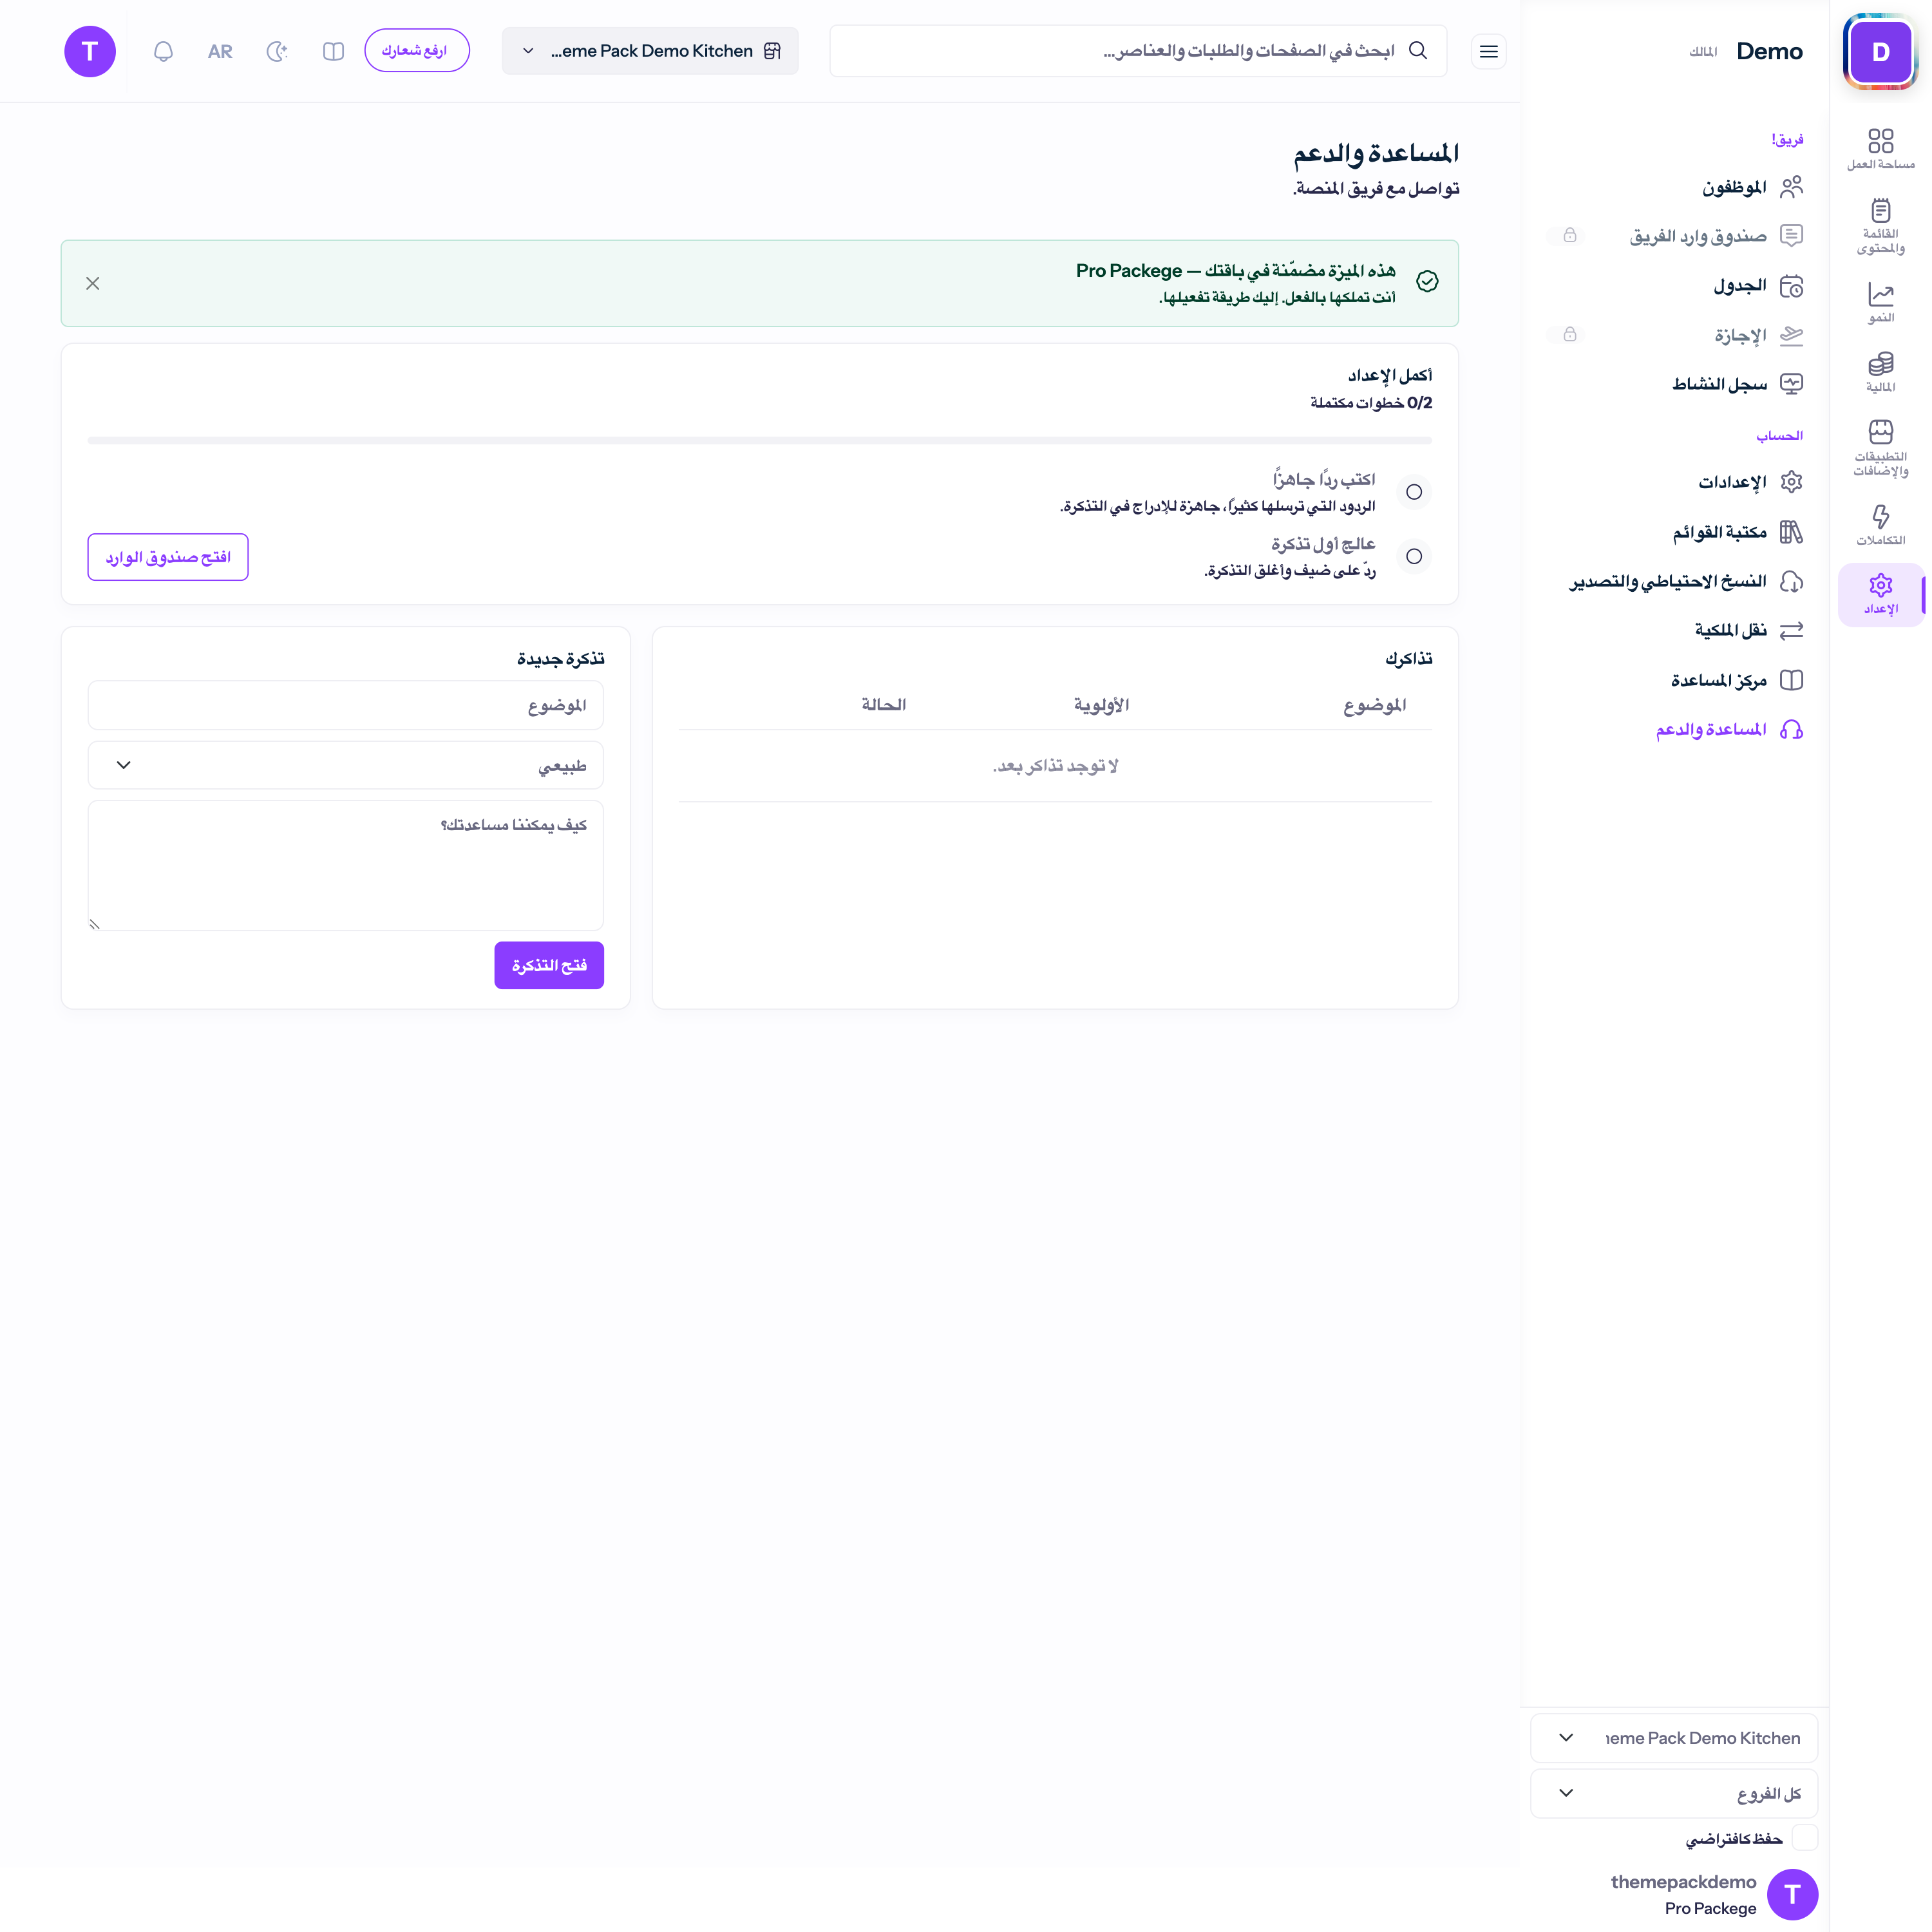 D
مساحة العمل
القائمة
والمحتوى
النمو
المالية
التطبيقات
والإضافات
التكاملات
الإعداد
Demo المالك
فريق!
الموظفون
صندوق وارد الفريق
الجدول
الإجازة
سجل النشاط
الحساب
الإعدادات
مكتبة القوائم
النسخ الاحتياطي والتصدير
نقل الملكية
مركز المساعدة
المساعدة والدعم
heme Pack Demo Kitchen
كل الفروع
حفظ كافتراضي
T
themepackdemo
Pro Packege
ابحث في الصفحات والطلبات والعناصر...
...eme Pack Demo Kitchen
ارفع شعارك
AR
T
المساعدة والدعم
تواصل مع فريق المنصة.
هذه الميزة مضمّنة في باقتك — Pro Packege
أنت تملكها بالفعل. إليك طريقة تفعيلها.
أكمل الإعداد
0/2 خطوات مكتملة
اكتب ردًا جاهزًا
الردود التي ترسلها كثيرًا، جاهزة للإدراج في التذكرة.
عالج أول تذكرة
ردّ على ضيف وأغلق التذكرة.
افتح صندوق الوارد
تذاكرك
الموضوع الأولوية الحالة
لا توجد تذاكر بعد.
تذكرة جديدة
الموضوع
طبيعي
كيف يمكننا مساعدتك؟
فتح التذكرة